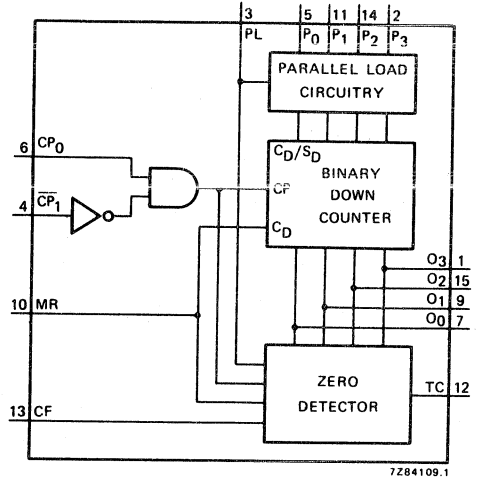 3 5 11 14 2
PL P0 P1 P2 P3
PARALLEL LOAD
CIRCUITRY
6 CP0
CD/SD
BINARY
DOWN
COUNTER
CP
4 C̅P̅1
CD
O3 1
O2 15
10 MR
O1 9
O0 7
ZERO
DETECTOR
TC 12
13 CF
7Z84109.1